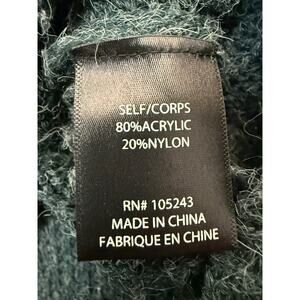 SELF/CORPS
80%ACRYLIC
20%NYLON
RN# 105243
MADE IN CHINA
FABRIQUE EN CHINE